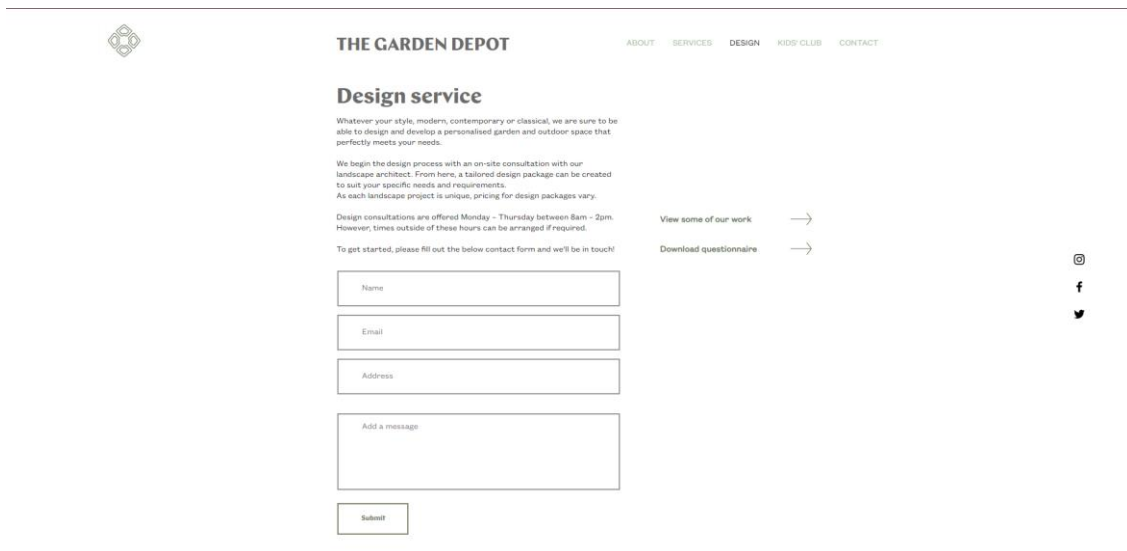 THE GARDEN DEPOT
ABOUT SERVICES DESIGN KIDS' CLUB CONTACT
Design service
Whatever your style, modern, contemporary or classical, we are sure to be
able to design and develop a personalised garden and outdoor space that
perfectly meets your needs.
We begin the design process with an on-site consultation with our
landscape architect. From here, a tailored design package can be created
to suit your specific needs and requirements.
As each landscape project is unique, pricing for design packages vary.
Design consultations are offered Monday – Thursday between 8am – 2pm.
However, times outside of these hours can be arranged if required.
To get started, please fill out the below contact form and we'll be in touch!
View some of our work
Download questionnaire
Name
Email
Address
Add a message
Submit